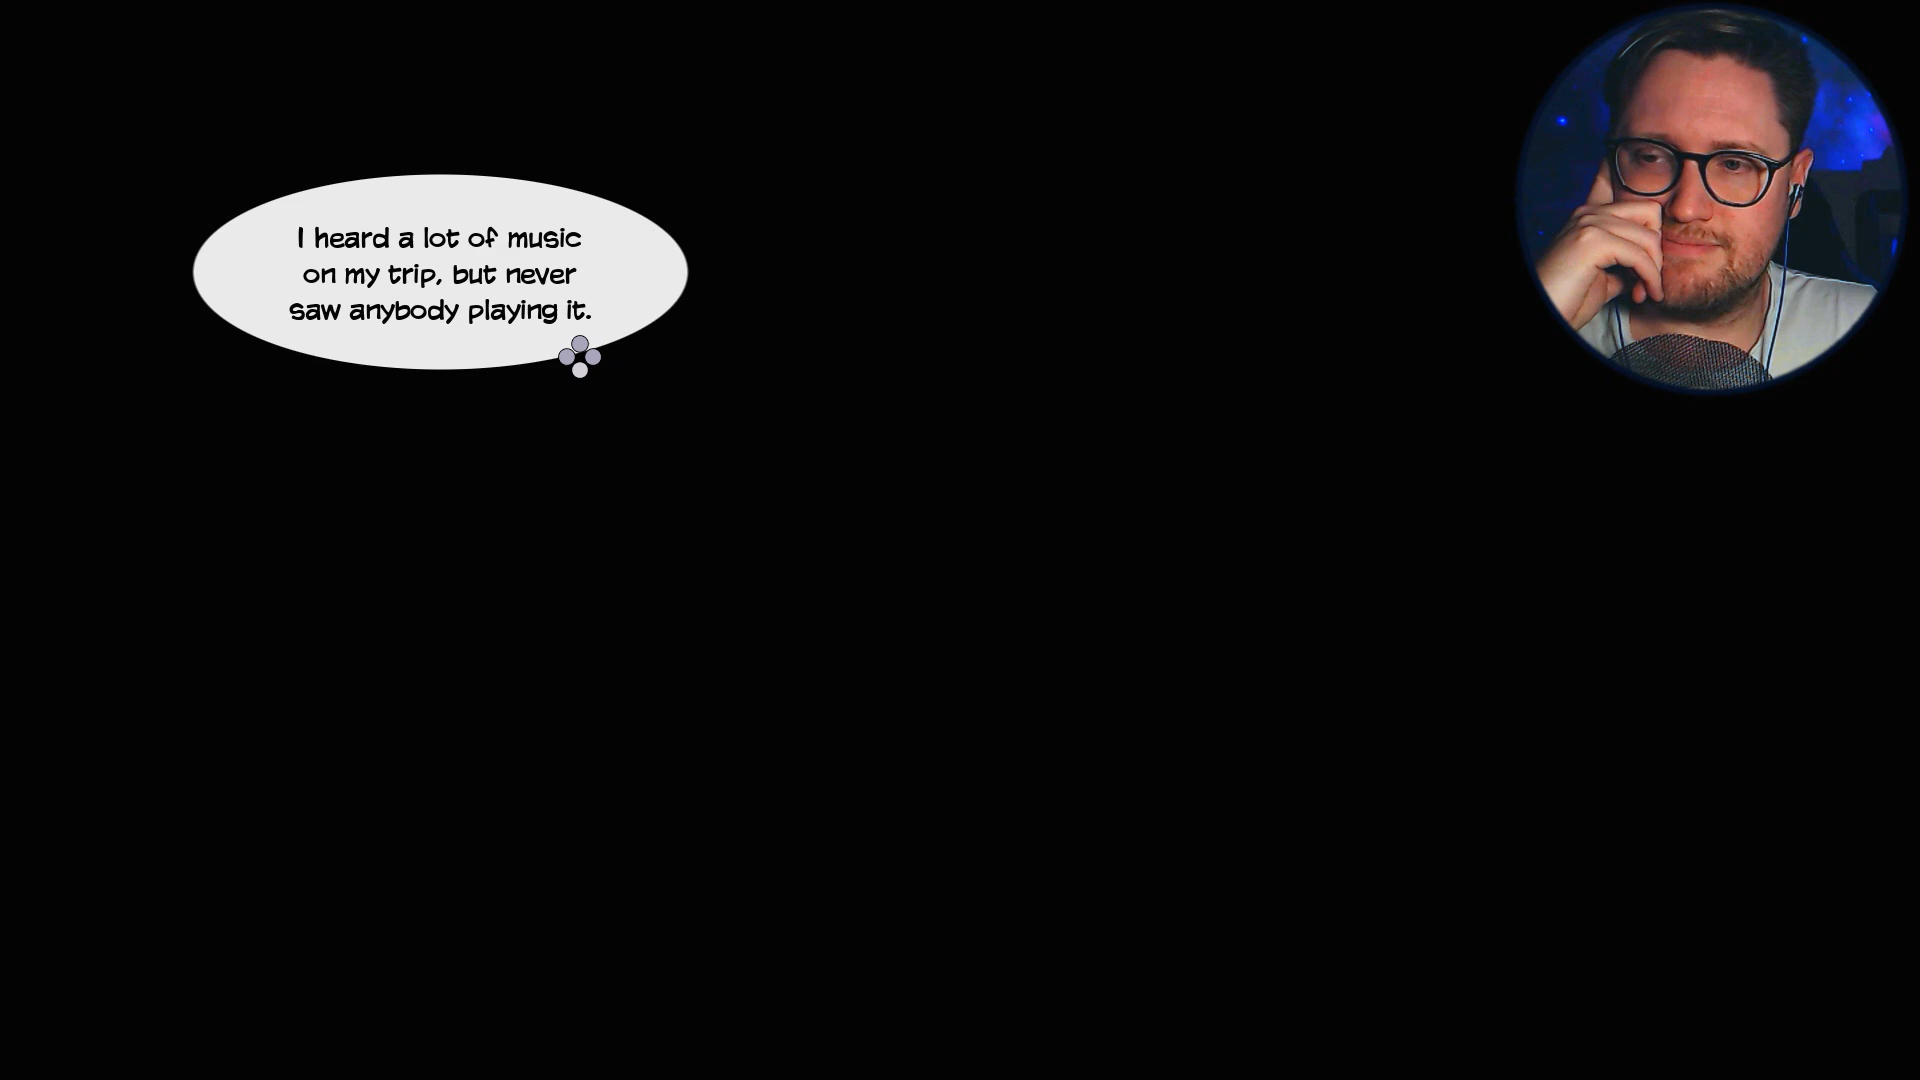 I heard a lot of music
on my trip, but never
saw anybody playing it.